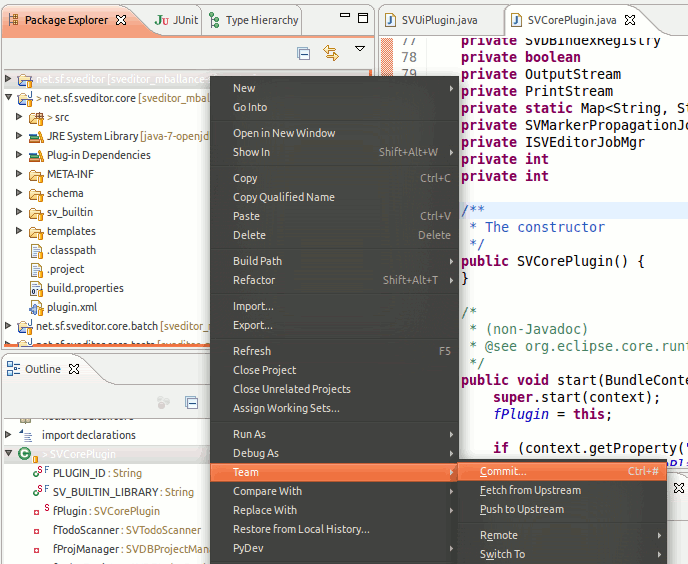 Package Explorer
JUnit
Type Hierarchy
net.sf.sveditor [sveditor_mballance-
> net.sf.sveditor.core [sveditor_mbal
> src
JRE System Library [java-7-openjd
Plug-in Dependencies
META-INF
schema
sv_builtin
templates
.classpath
.project
build.properties
plugin.xml
net.sf.sveditor.core.batch [sveditor_m
Outline
import declarations
> SVCorePlugin
PLUGIN_ID : String
SV_BUILTIN_LIBRARY : String
fPlugin : SVCorePlugin
fTodoScanner : SVTodoScanner
fProjManager : SVDBProjectMan
New
Go Into
Open in New Window
Show In Shift+Alt+W
Copy Ctrl+C
Copy Qualified Name
Paste Ctrl+V
Delete Delete
Build Path
Refactor Shift+Alt+T
Import...
Export...
Refresh F5
Close Project
Close Unrelated Projects
Assign Working Sets...
Run As
Debug As
Team
Compare With
Replace With
Restore from Local History...
PyDev
Commit... Ctrl+#
Fetch from Upstream
Push to Upstream
Remote
Switch To
SVUiPlugin.java
SVCorePlugin.java
77 private SVDBIndexRegistry
78 private boolean
79 private OutputStream
80 private PrintStream
private static Map<String, St
private SVMarkerPropagationJo
private ISVEditorJobMgr
private int
private int
/**
* The constructor
*/
public SVCorePlugin() {
}
/*
* (non-Javadoc)
* @see org.eclipse.core.runt
*/
public void start(BundleConte
super.start(context);
fPlugin = this;
if (context.getProperty("